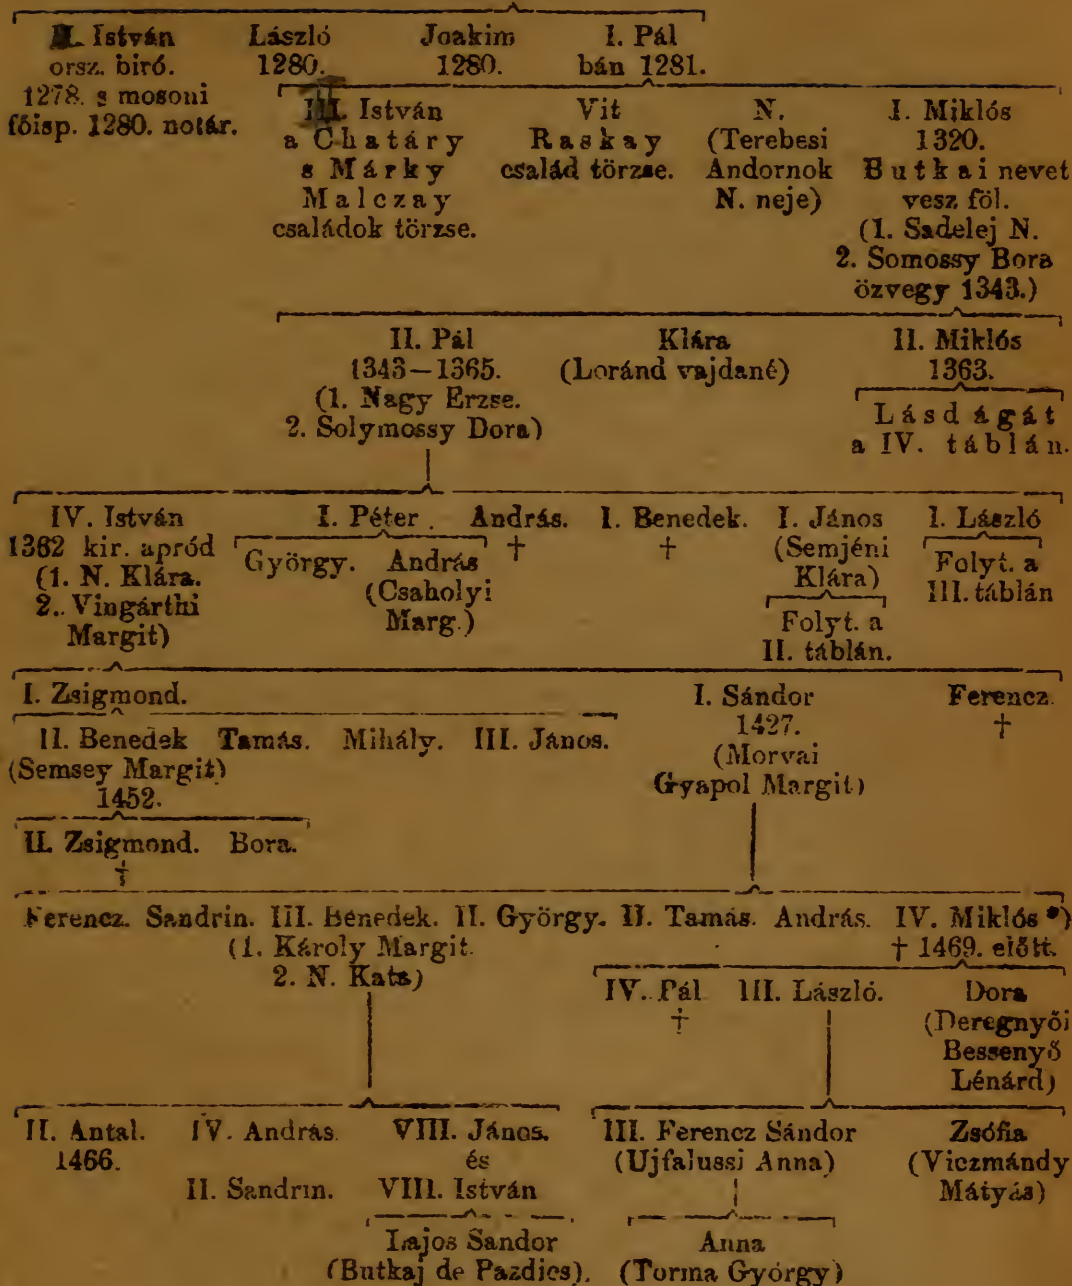 II. István László Joakim I. Pál
orsz. biró. 1280. 1280. bán 1281.
1278. s mosoni
főisp. 1280. notár.
III. István Vit N. I. Miklós
a Chatáry Raskay (Terebesi 1320.
s Márky család törzse. Andornok Butkai nevet
Malczay N. neje) vesz föl.
családok törzse. (1. Sadelej N.
2. Somossy Bora
özvegy 1343.)
II. Pál Klára II. Miklós
1343–1365. (Loránd vajdané) 1363.
(1. Nagy Erzse. Lásd ágát
2. Solymossy Dora) a IV. táblán.
IV. István I. Péter. András. I. Benedek. I. János I. László
1362 kir. apród György. András † † (Semjéni Folyt. a
(1. N. Klára. (Csaholyi Klára) III. táblán
2. Vingárthi Marg.) Folyt. a
Margit) II. táblán.
I. Zsigmond. I. Sándor Ferencz.
II. Benedek Tamás. Mihály. III. János. 1427. †
(Semsey Margit) (Morvai
1452. Gyapol Margit)
II. Zsigmond. Bora.
†
Ferencz. Sandrin. III. Benedek. II. György. II. Tamás. András. IV. Miklós *)
(1. Károly Margit. † 1469. előtt.
2. N. Kata)
IV. Pál III. László. Dora
† (Deregnyői
Bessenyő
Lénárd)
II. Antal. IV. András. VIII. János. III. Ferencz Sándor Zsófia
1466. és (Ujfalussi Anna) (Viczmándy
II. Sandrin. VIII. István Mátyás)
Lajos Sandor Anna
(Butkaj de Pazdics). (Torma György)